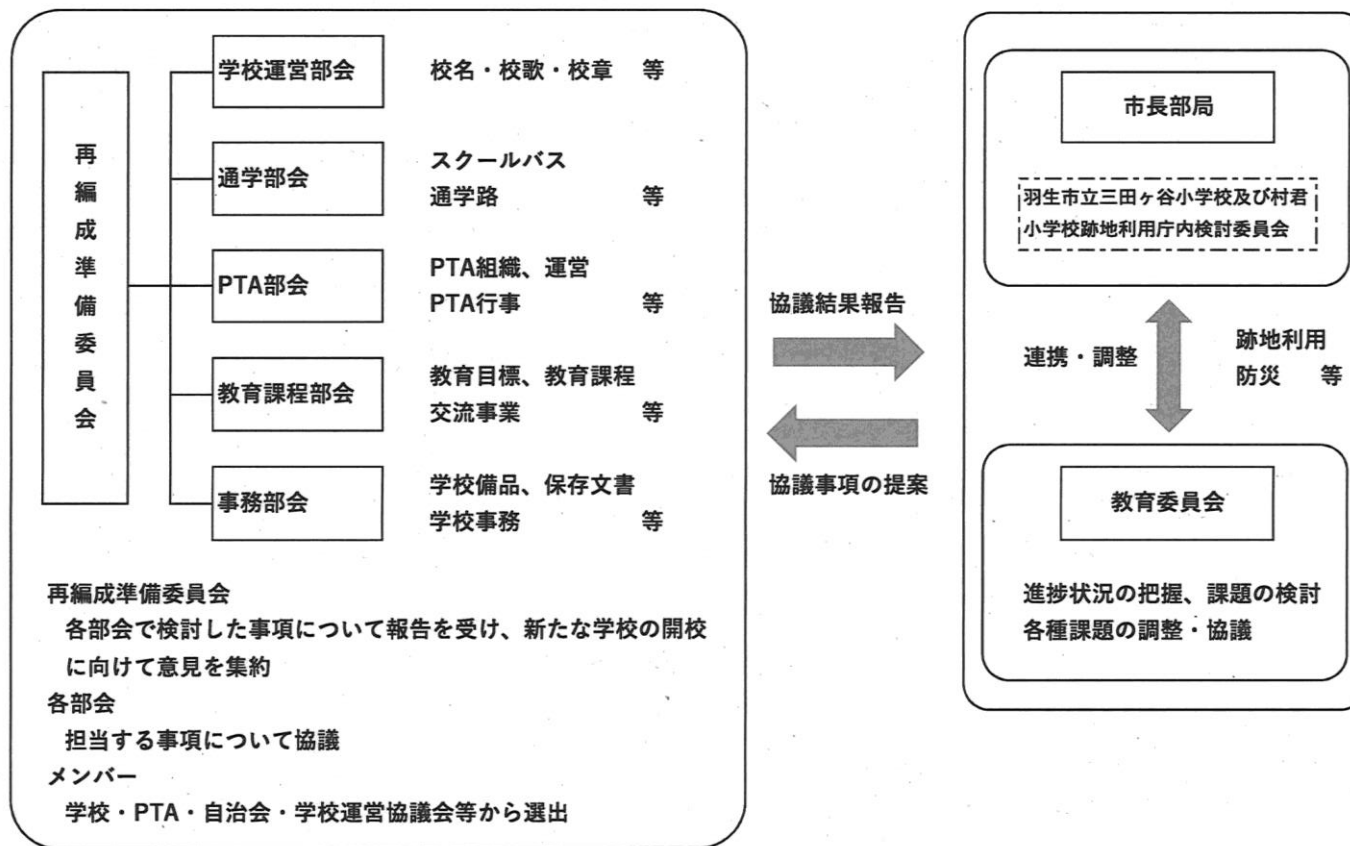 再編成準備委員会
学校運営部会
校名・校歌・校章 等
通学部会
スクールバス
通学路 等
PTA部会
PTA組織、運営
PTA行事 等
教育課程部会
教育目標、教育課程
交流事業 等
事務部会
学校備品、保存文書
学校事務 等
再編成準備委員会
各部会で検討した事項について報告を受け、新たな学校の開校
に向けて意見を集約
各部会
担当する事項について協議
メンバー
学校・PTA・自治会・学校運営協議会等から選出
協議結果報告
協議事項の提案
市長部局
羽生市立三田ヶ谷小学校及び村君
小学校跡地利用庁内検討委員会
連携・調整
跡地利用
防災 等
教育委員会
進捗状況の把握、課題の検討
各種課題の調整・協議